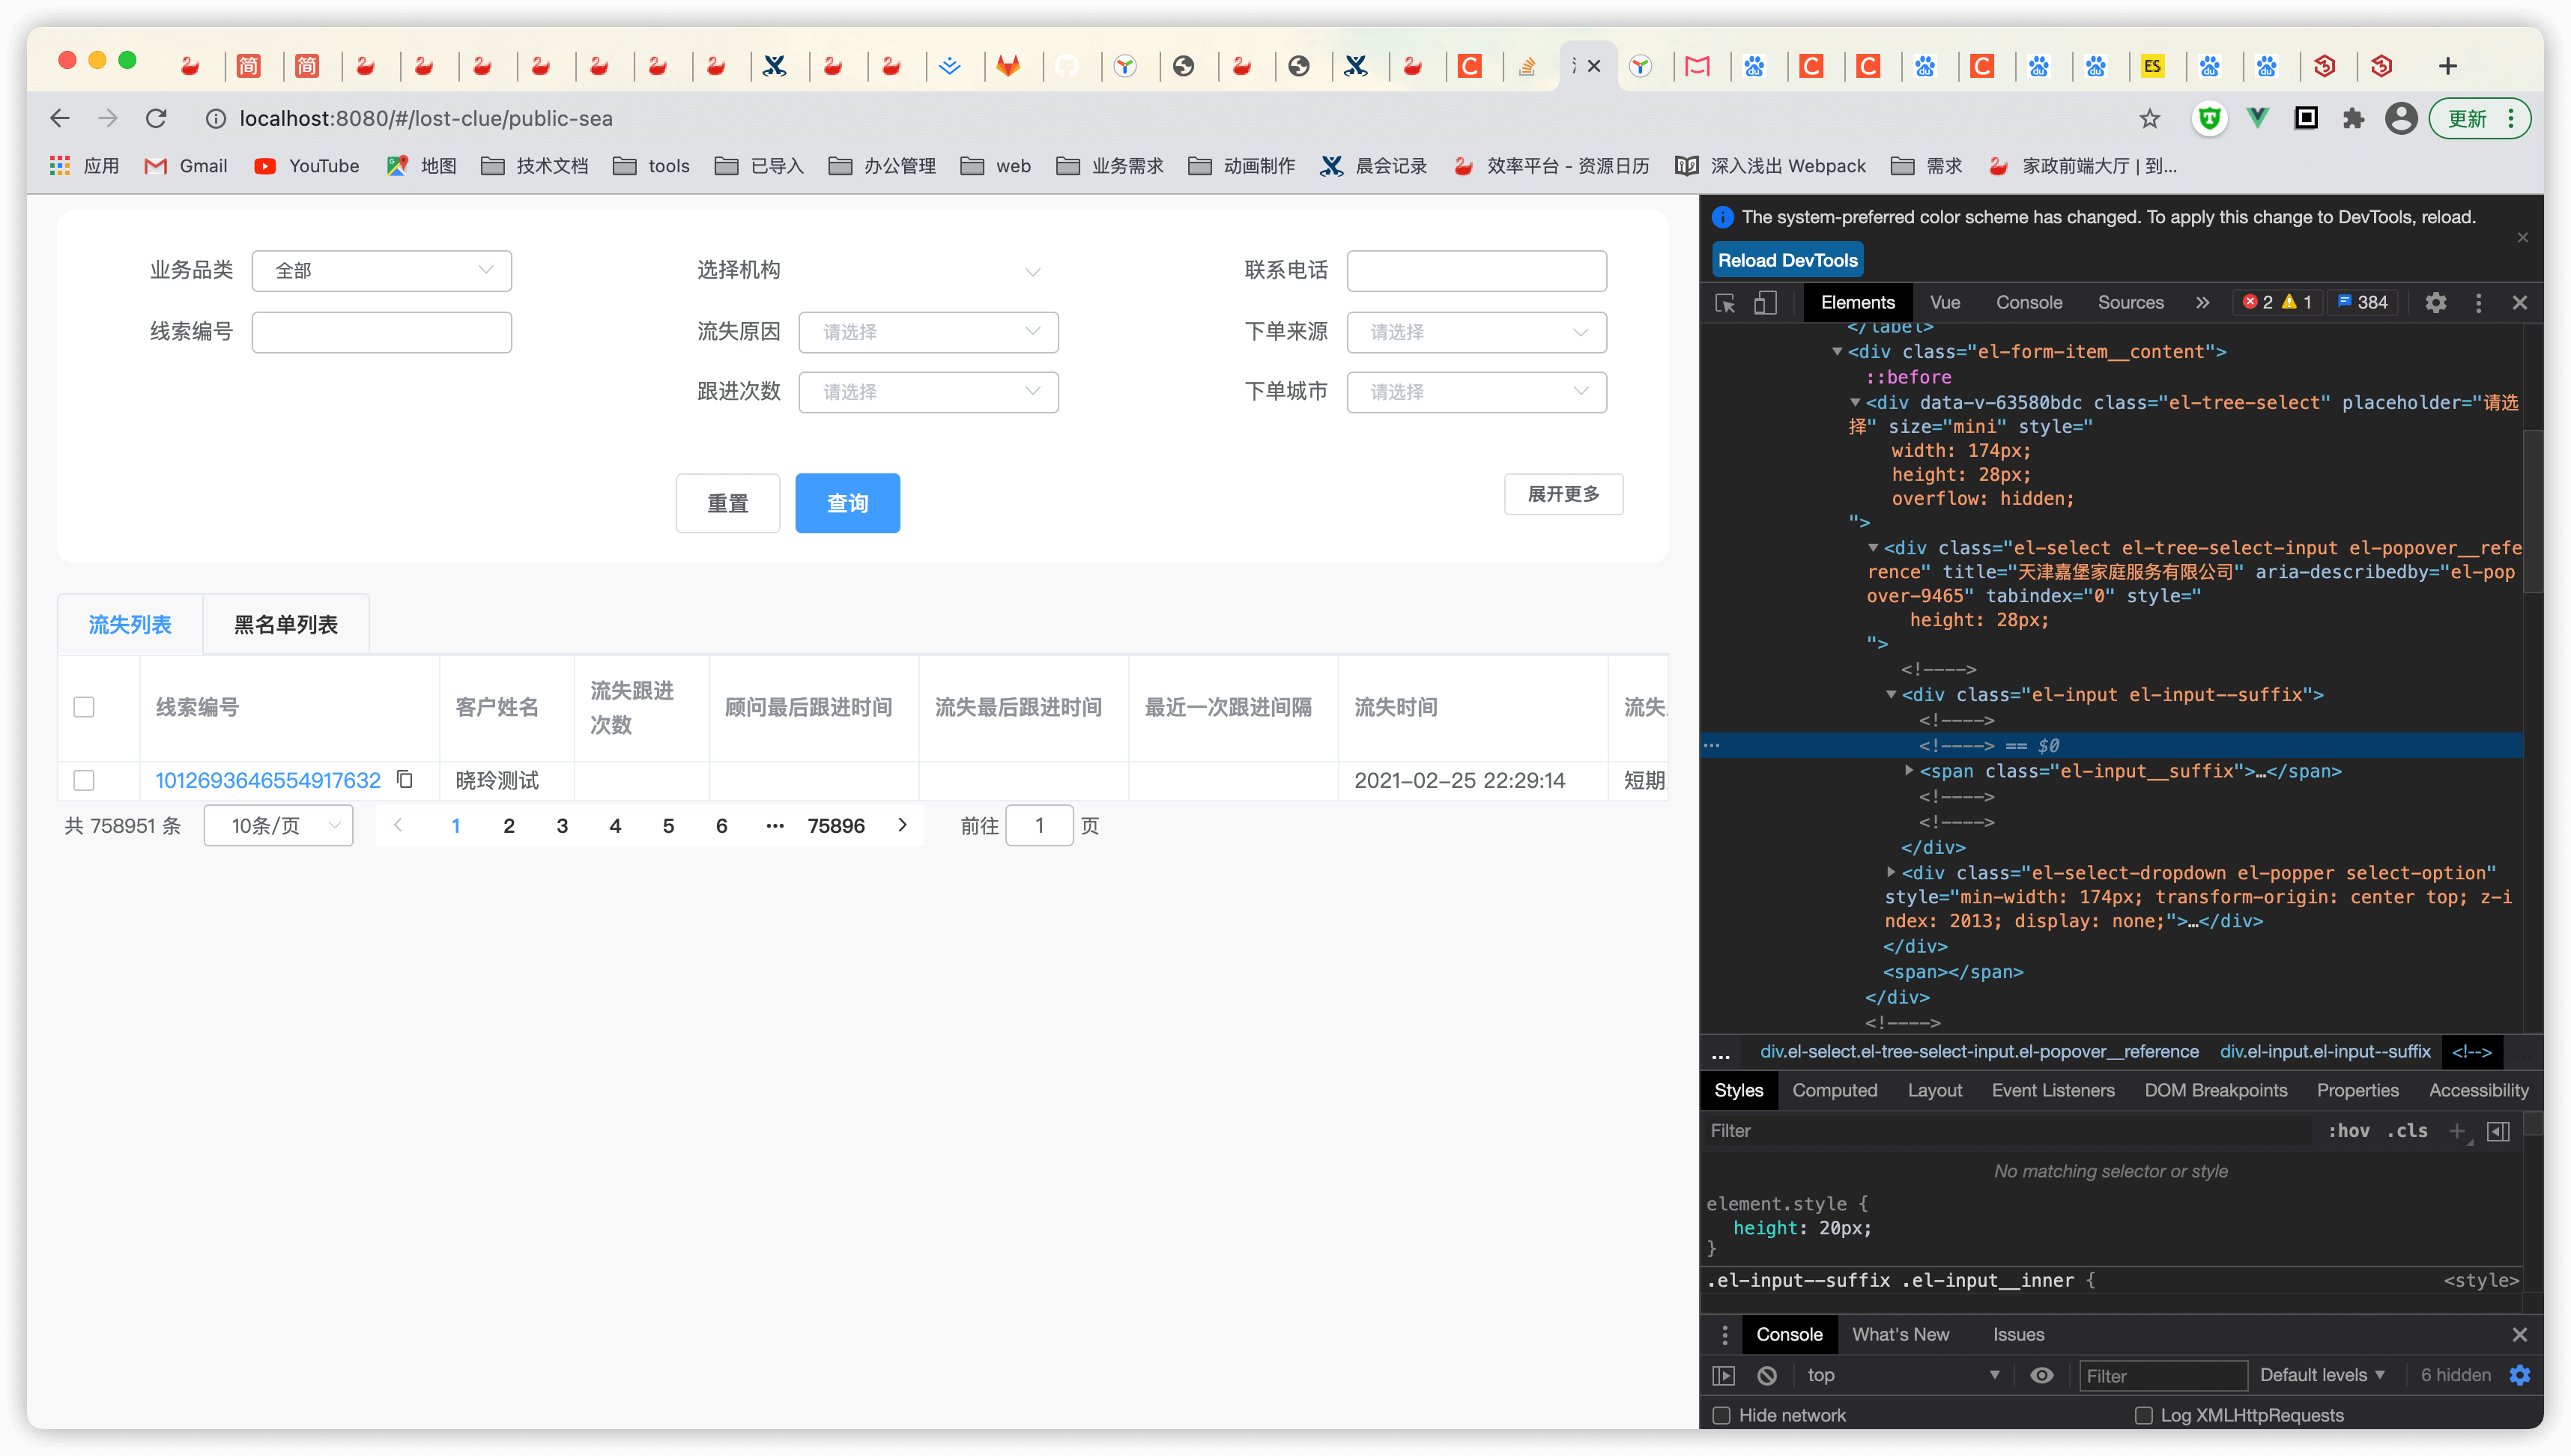 localhost:8080/#/lost-clue/public-sea
更新
应用
Gmail
YouTube
地图
技术文档
tools
已导入
办公管理
web
业务需求
动画制作
晨会记录
效率平台 - 资源日历
深入浅出 Webpack
需求
家政前端大厅 | 到...
业务品类
全部
选择机构
联系电话
线索编号
流失原因
请选择
下单来源
请选择
跟进次数
请选择
下单城市
请选择
重置
查询
展开更多
流失列表
黑名单列表
线索编号
客户姓名
流失跟进
次数
顾问最后跟进时间
流失最后跟进时间
最近一次跟进间隔
流失时间
流失
1012693646554917632
晓玲测试
2021-02-25 22:29:14
短期
共 758951 条
10条/页
1 2 3 4 5 6 ... 75896
前往 1 页
The system-preferred color scheme has changed. To apply this change to DevTools, reload.
Reload DevTools
Elements Vue Console Sources 2 1 384
</label>
<div class="el-form-item__content">
::before
<div data-v-63580bdc class="el-tree-select" placeholder="请选
择" size="mini" style="
width: 174px;
height: 28px;
overflow: hidden;
">
<div class="el-select el-tree-select-input el-popover__refe
rence" title="天津嘉堡家庭服务有限公司" aria-describedby="el-pop
over-9465" tabindex="0" style="
height: 28px;
">
<!---->
<div class="el-input el-input--suffix">
<!---->
<!----> == $0
<span class="el-input__suffix">…</span>
<!---->
<!---->
</div>
<div class="el-select-dropdown el-popper select-option"
style="min-width: 174px; transform-origin: center top; z-i
ndex: 2013; display: none;">…</div>
</div>
<span></span>
</div>
<!---->
... div.el-select.el-tree-select-input.el-popover__reference div.el-input.el-input--suffix <!-->
Styles Computed Layout Event Listeners DOM Breakpoints Properties Accessibility
Filter :hov .cls +
No matching selector or style
element.style {
height: 20px;
}
.el-input--suffix .el-input__inner { <style>
Console What's New Issues
top Filter Default levels 6 hidden
Hide network Log XMLHttpRequests